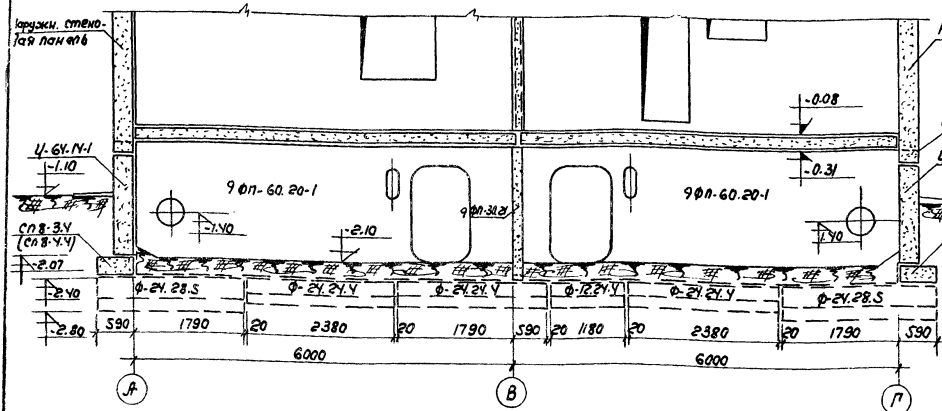 наружн. стено-
вая панель
-0.08
Ц-64.14-1
-1.10
-0.31
9ФП-60.20-1
9ФП-60.20-1
-1.40
-2.10
1.40
СП8-3.4
(СП8-4.4)
-2.07
-2.40
-2.80
Ф-24.28.5
Ф-24.24.4
Ф-24.24.4
Ф-12.24.4
Ф-24.24.4
Ф-24.28.5
590 1790 20 2380 20 1790 590 20 1180 20 2380 20 1790 590
6000 6000
А В Г